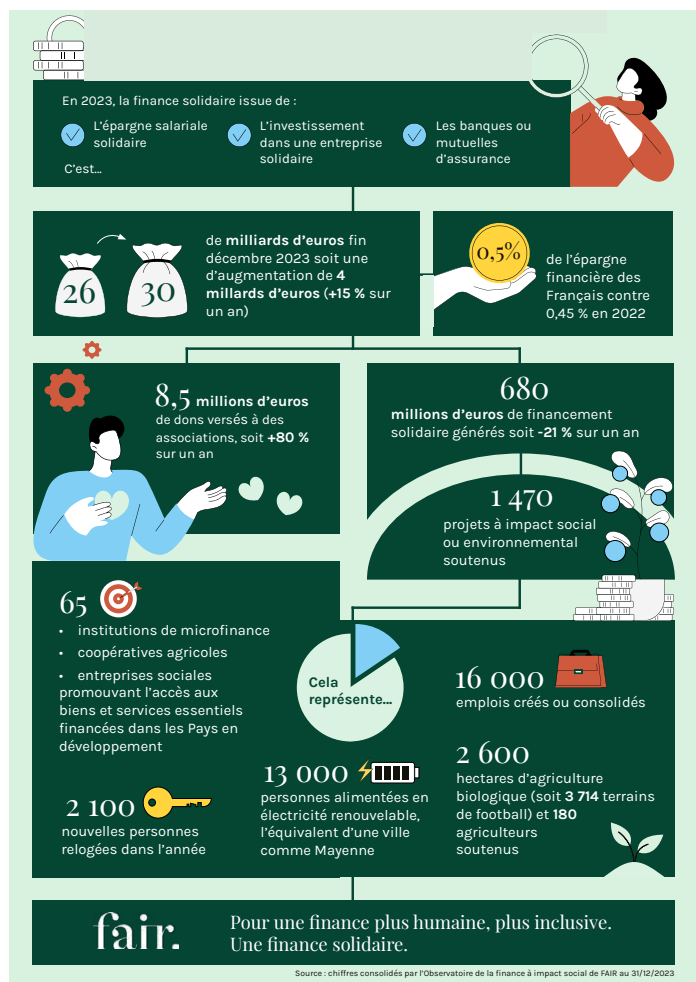 En 2023, la finance solidaire issue de :
L'épargne salariale
solidaire
L'investissement
dans une entreprise
solidaire
Les banques ou
mutuelles
d'assurance
C'est...
26
30
de milliards d'euros fin
décembre 2023 soit une
d'augmentation de 4
millards d'euros (+15 % sur
un an)
0,5%
de l'épargne
financière des
Français contre
0,45 % en 2022
8,5 millions d'euros
de dons versés à des
associations, soit +80 %
sur un an
680
millions d'euros de financement
solidaire générés soit -21 % sur un an
1 470
projets à impact social
ou environnemental
soutenus
65
• institutions de microfinance
• coopératives agricoles
• entreprises sociales
promouvant l'accès aux
biens et services essentiels
financées dans les Pays en
développement
Cela
représente...
16 000
emplois créés ou consolidés
2 100
nouvelles personnes
relogées dans l'année
13 000
personnes alimentées en
électricité renouvelable,
l'équivalent d'une ville
comme Mayenne
2 600
hectares d'agriculture
biologique (soit 3 714 terrains
de football) et 180
agriculteurs
soutenus
fair.
Pour une finance plus humaine, plus inclusive.
Une finance solidaire.
Source : chiffres consolidés par l'Observatoire de la finance à impact social de FAIR au 31/12/2023